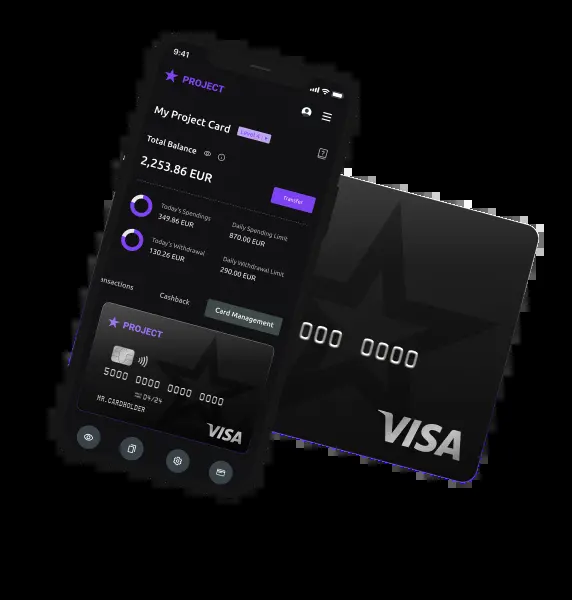 9:41
PROJECT
My Project Card
Level 4
Total Balance
2,253.86 EUR
Transfer
Today's Spendings
349.86 EUR
Daily Spending Limit
870.00 EUR
Today's Withdrawal
130.26 EUR
Daily Withdrawal Limit
290.00 EUR
ansactions
Cashback
Card Management
PROJECT
5000 0000 0000 0000
04/24
MR.CARDHOLDER
VISA
000 0000
VISA